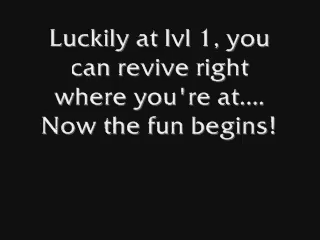 Luckily at lvl 1, you
can revive right
where you're at....
Now the fun begins!